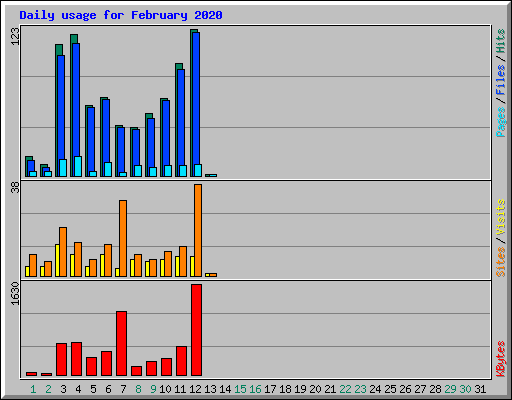 Daily usage for February 2020
123
38
1630
Pages / Files / Hits
Sites / Visits
KBytes
1 2 3 4 5 6 7 8 9 10 11 12 13 14 15 16 17 18 19 20 21 22 23 24 25 26 27 28 29 30 31